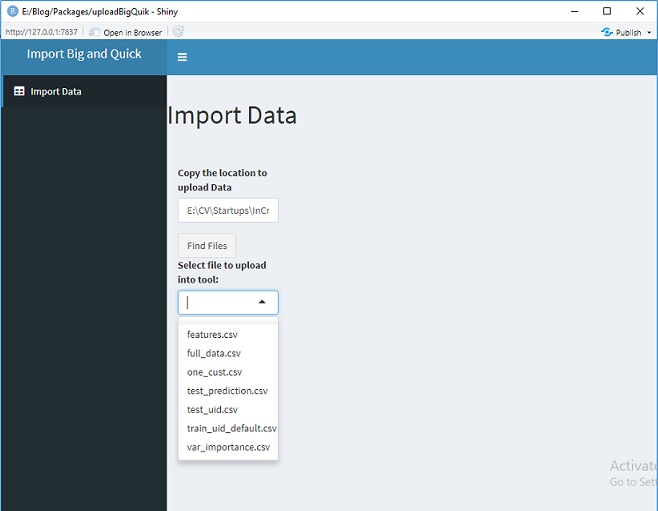 E:/Blog/Packages/uploadBigQuik - Shiny
http://127.0.0.1:7837 Open in Browser Publish
Import Big and Quick
Import Data
Import Data
Copy the location to
upload Data
E:\CV\Startups\InCr
Find Files
Select file to upload
into tool:
features.csv
full_data.csv
one_cust.csv
test_prediction.csv
test_uid.csv
train_uid_default.csv
var_importance.csv
Activat
Go to Set